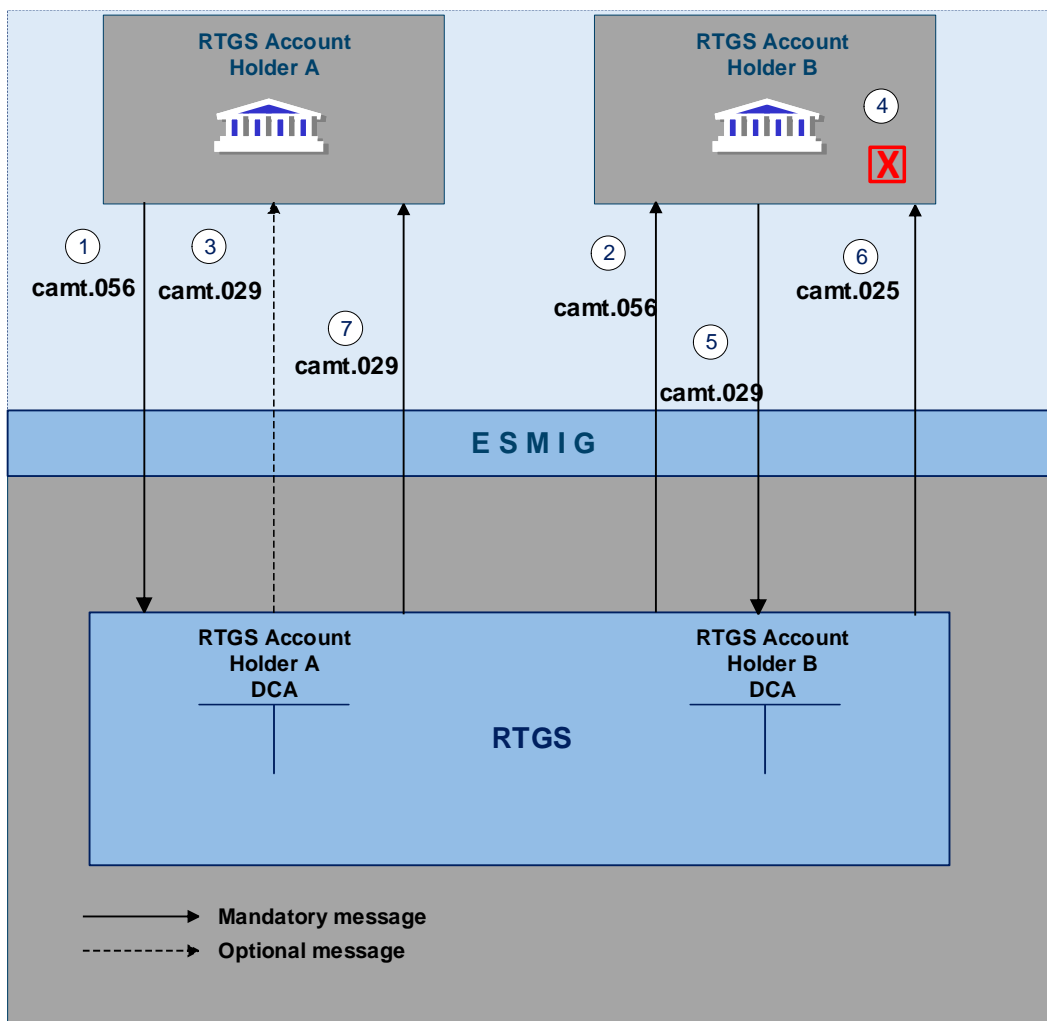 RTGS Account
Holder A
RTGS Account
Holder B
4
X
1
camt.056
3
camt.029
7
camt.029
2
camt.056
5
camt.029
6
camt.025
E S M I G
RTGS Account
Holder A
DCA
RTGS Account
Holder B
DCA
RTGS
Mandatory message
Optional message